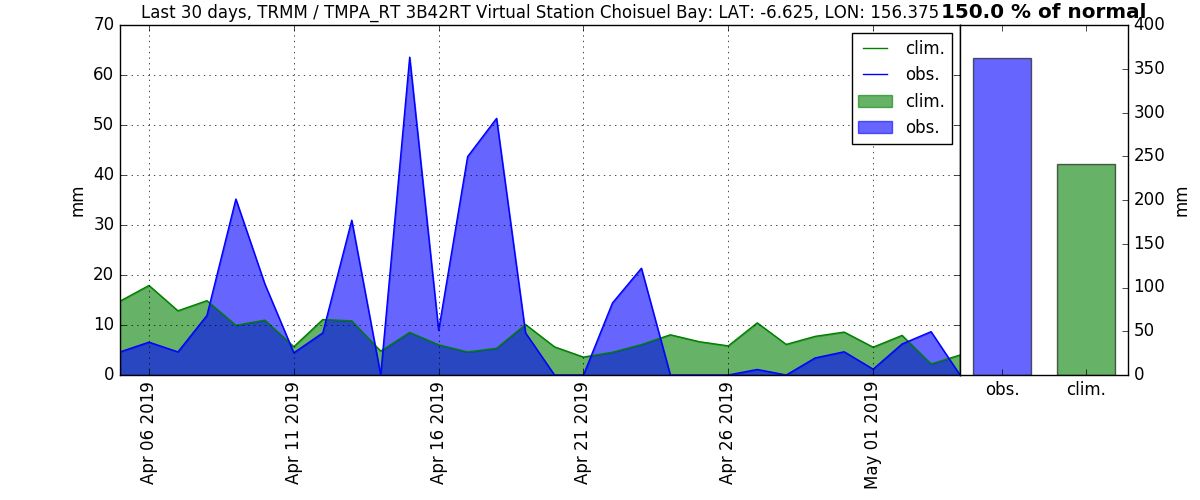 Last 30 days, TRMM / TMPA_RT 3B42RT Virtual Station Choisuel Bay: LAT: -6.625, LON: 156.375
150.0 % of normal
70
60
50
40
30
20
10
0
mm
clim.
obs.
clim.
obs.
Apr 06 2019
Apr 11 2019
Apr 16 2019
Apr 21 2019
Apr 26 2019
May 01 2019
400
350
300
250
200
150
100
50
0
mm
obs.
clim.